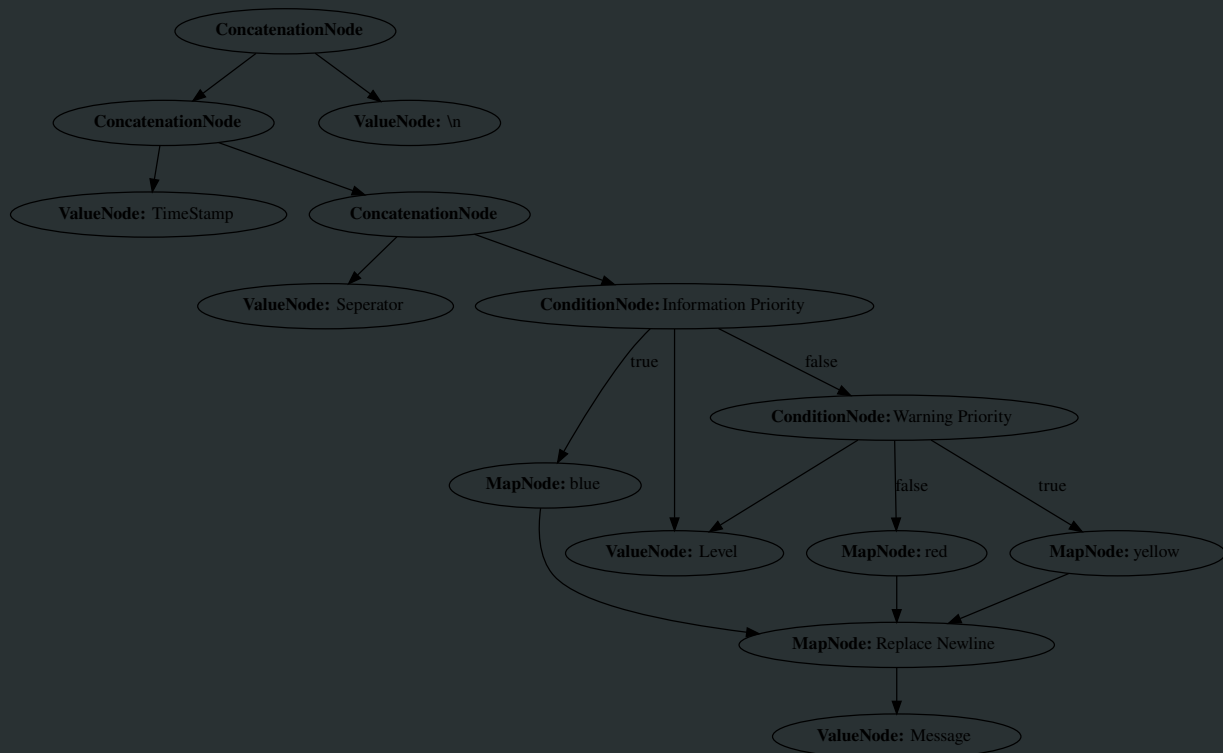 ConcatenationNode
ConcatenationNode
ValueNode: \n
ValueNode: TimeStamp
ConcatenationNode
ValueNode: Seperator
ConditionNode: Information Priority
true
false
ConditionNode: Warning Priority
MapNode: blue
false
true
ValueNode: Level
MapNode: red
MapNode: yellow
MapNode: Replace Newline
ValueNode: Message